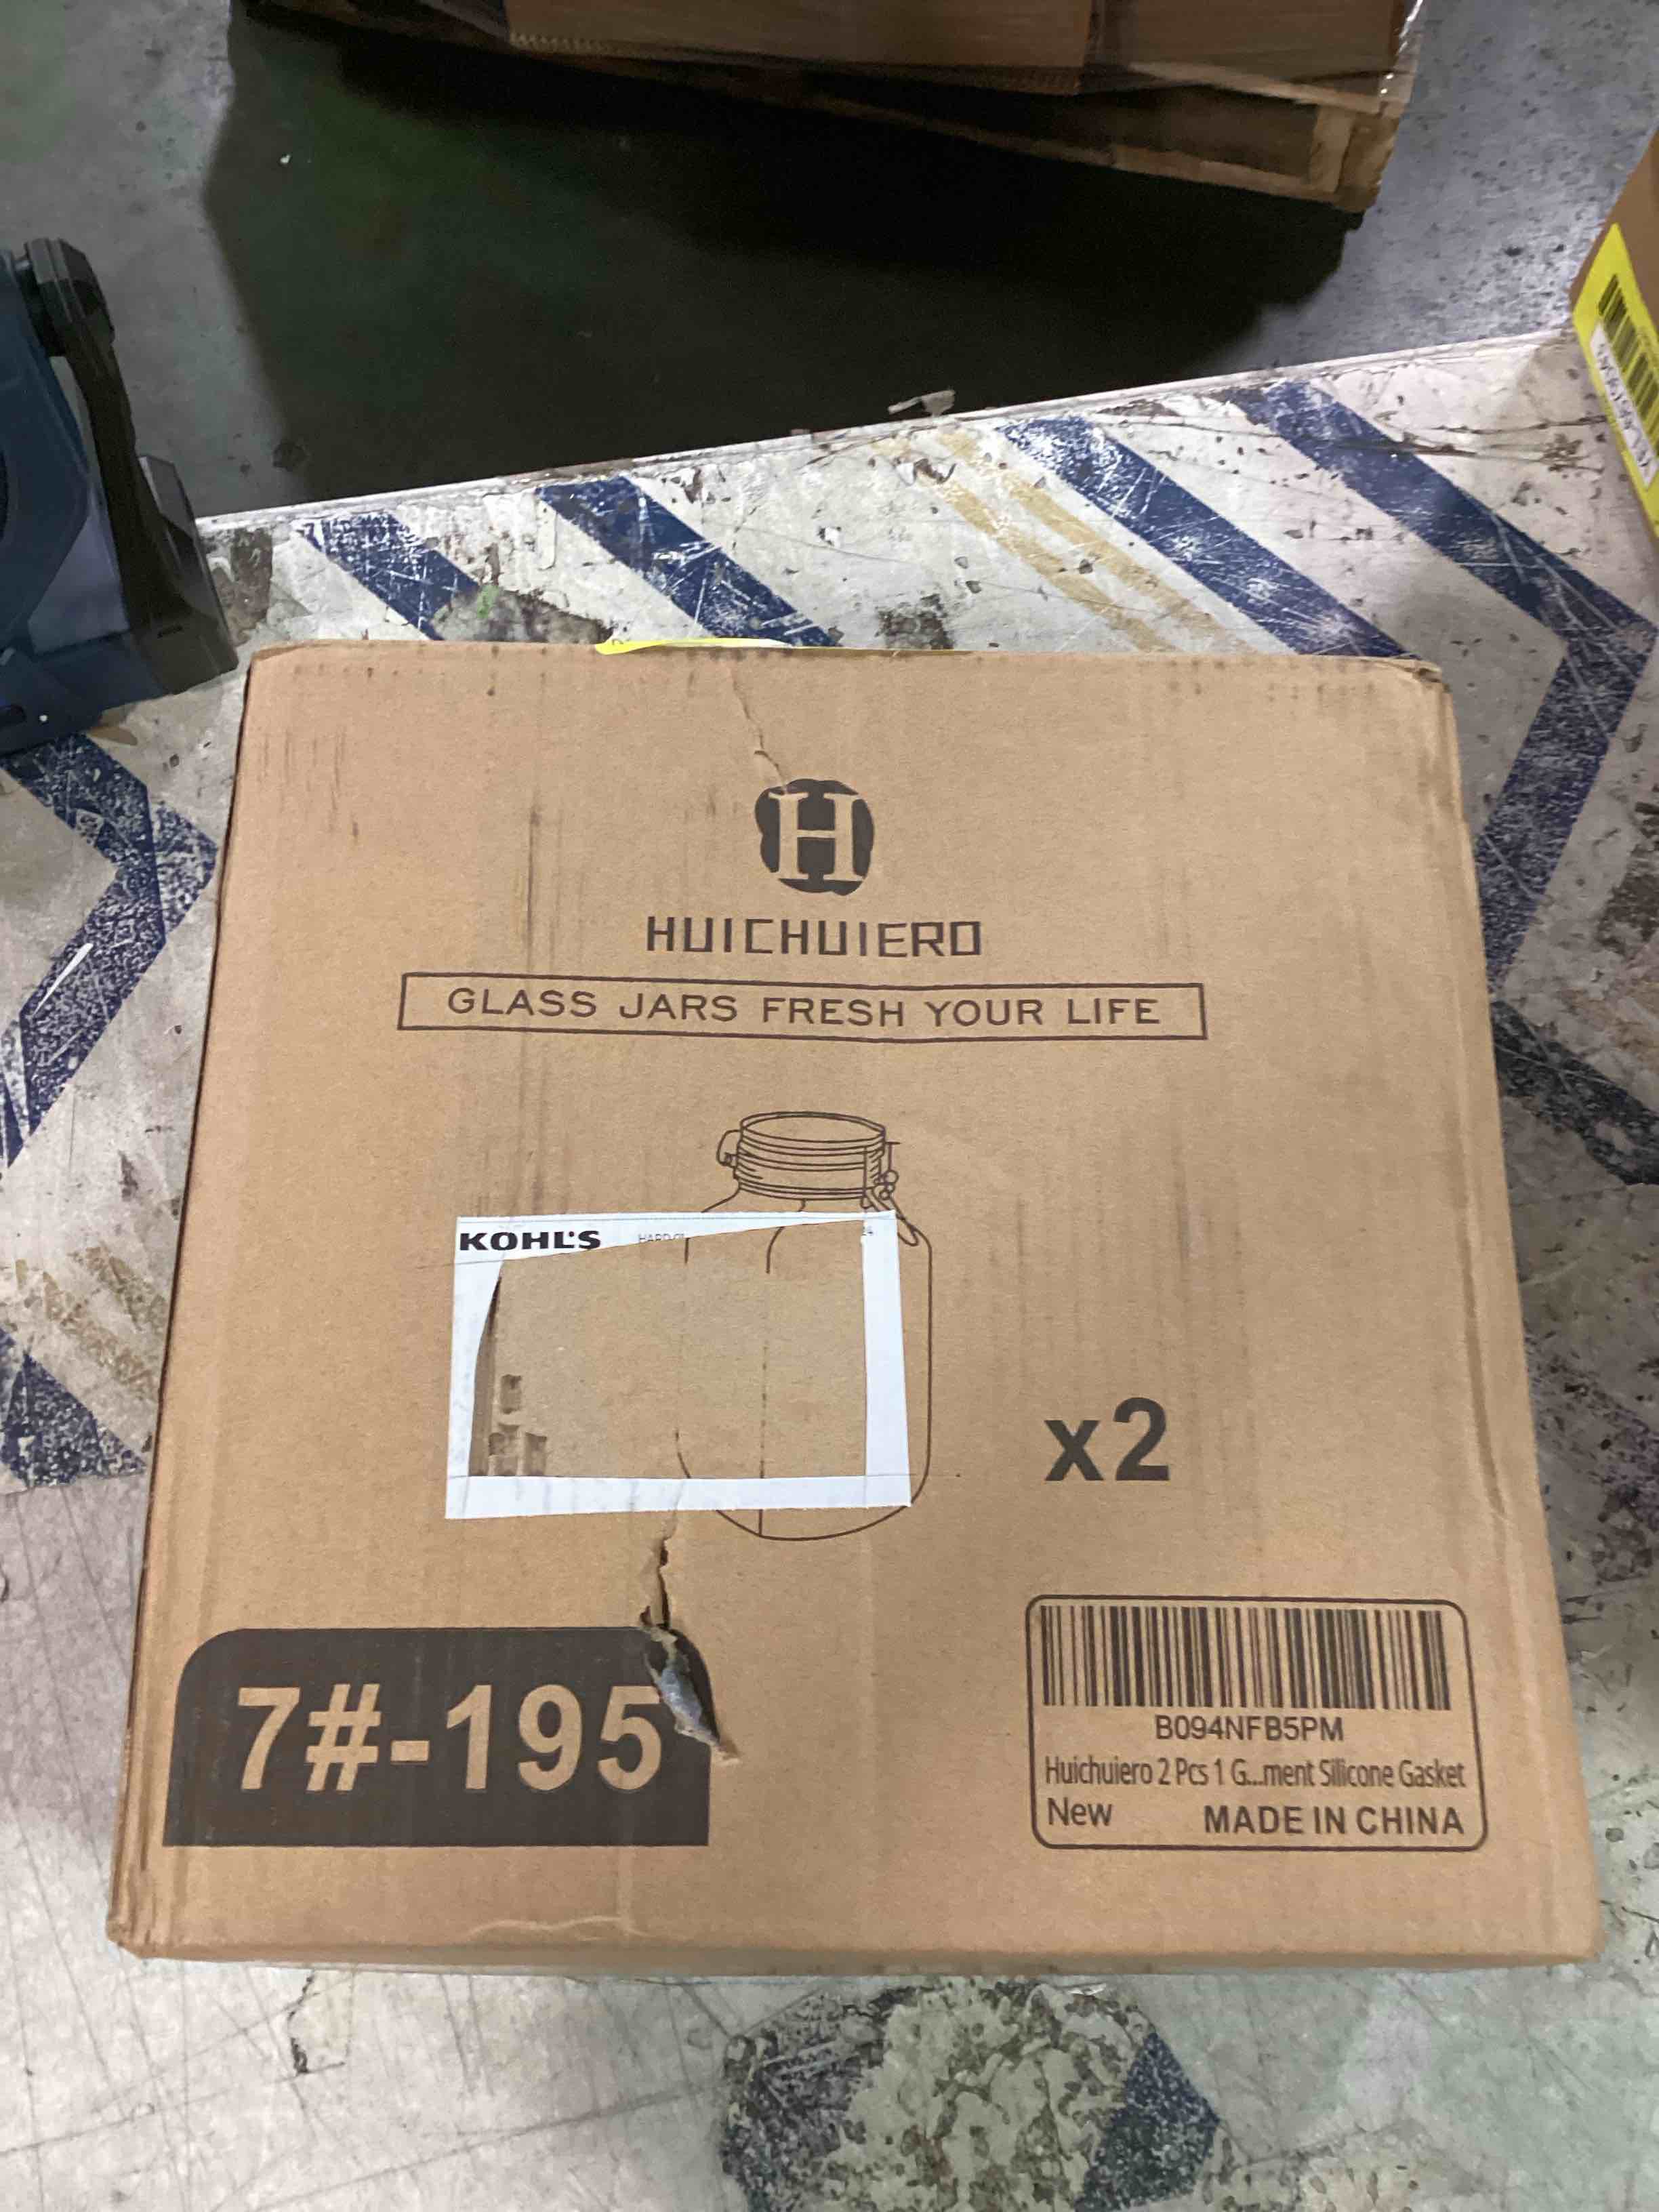 H
HUICHUIERO
GLASS JARS FRESH YOUR LIFE
KOHL'S
x2
7#-195
B094NFB5PM
Huichuiero 2 Pcs 1 G...ment Silicone Gasket
New MADE IN CHINA